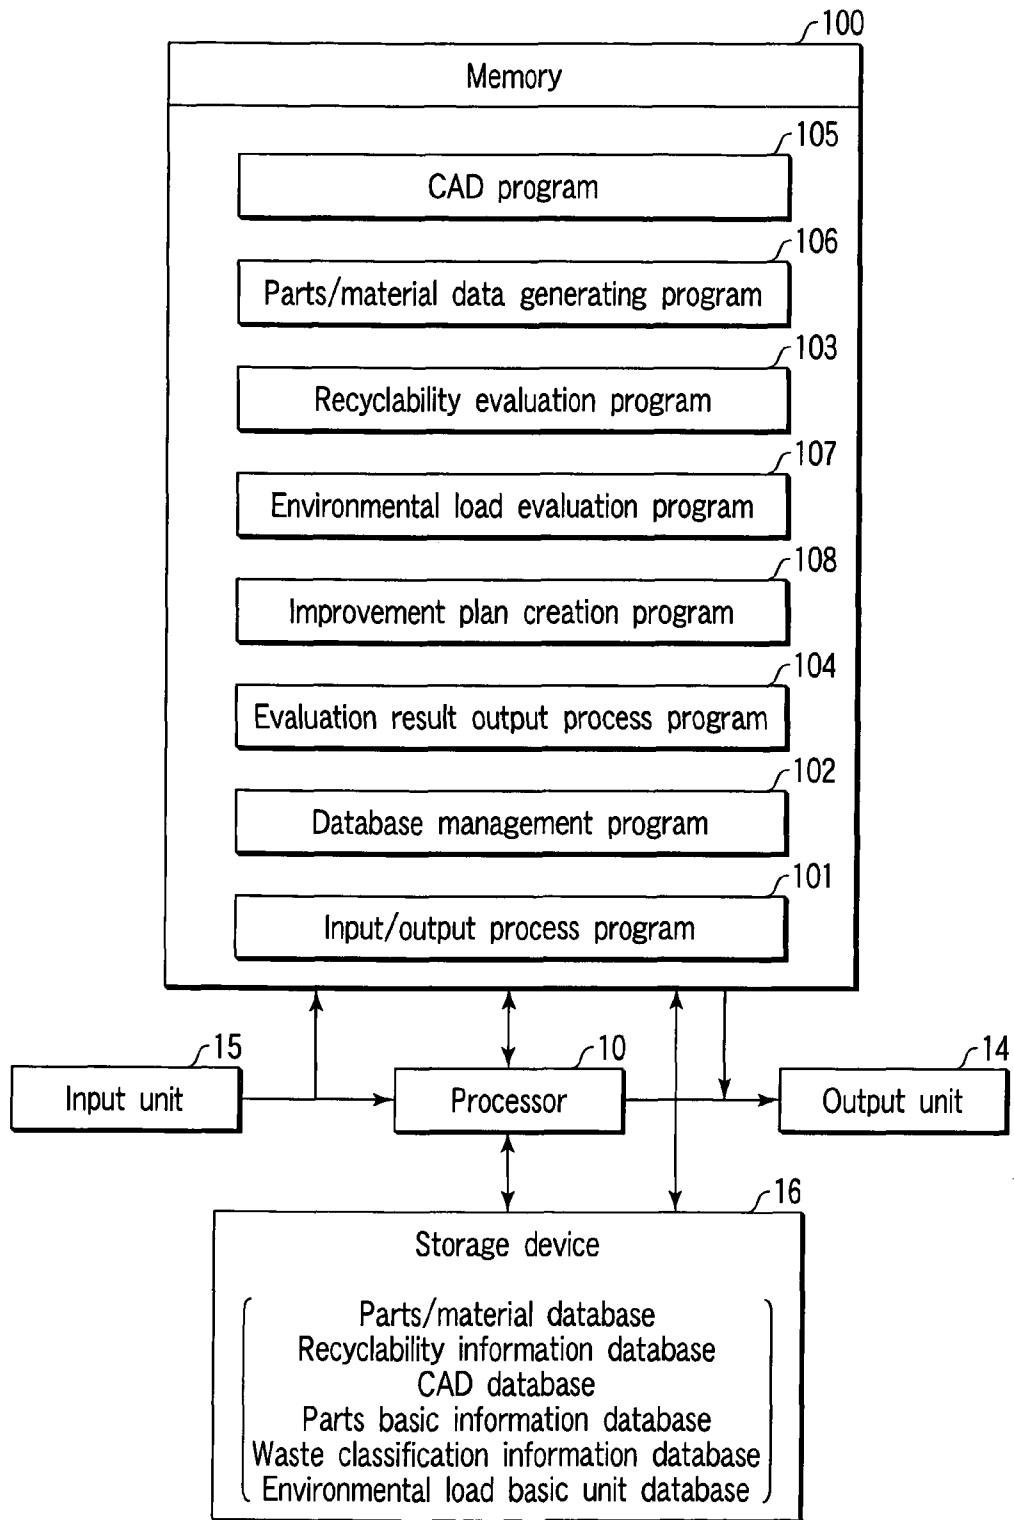 100
Memory
105
CAD program
106
Parts/material data generating program
103
Recyclability evaluation program
107
Environmental load evaluation program
108
Improvement plan creation program
104
Evaluation result output process program
102
Database management program
101
Input/output process program
15
Input unit
10
Processor
14
Output unit
16
Storage device
Parts/material database
Recyclability information database
CAD database
Parts basic information database
Waste classification information database
Environmental load basic unit database